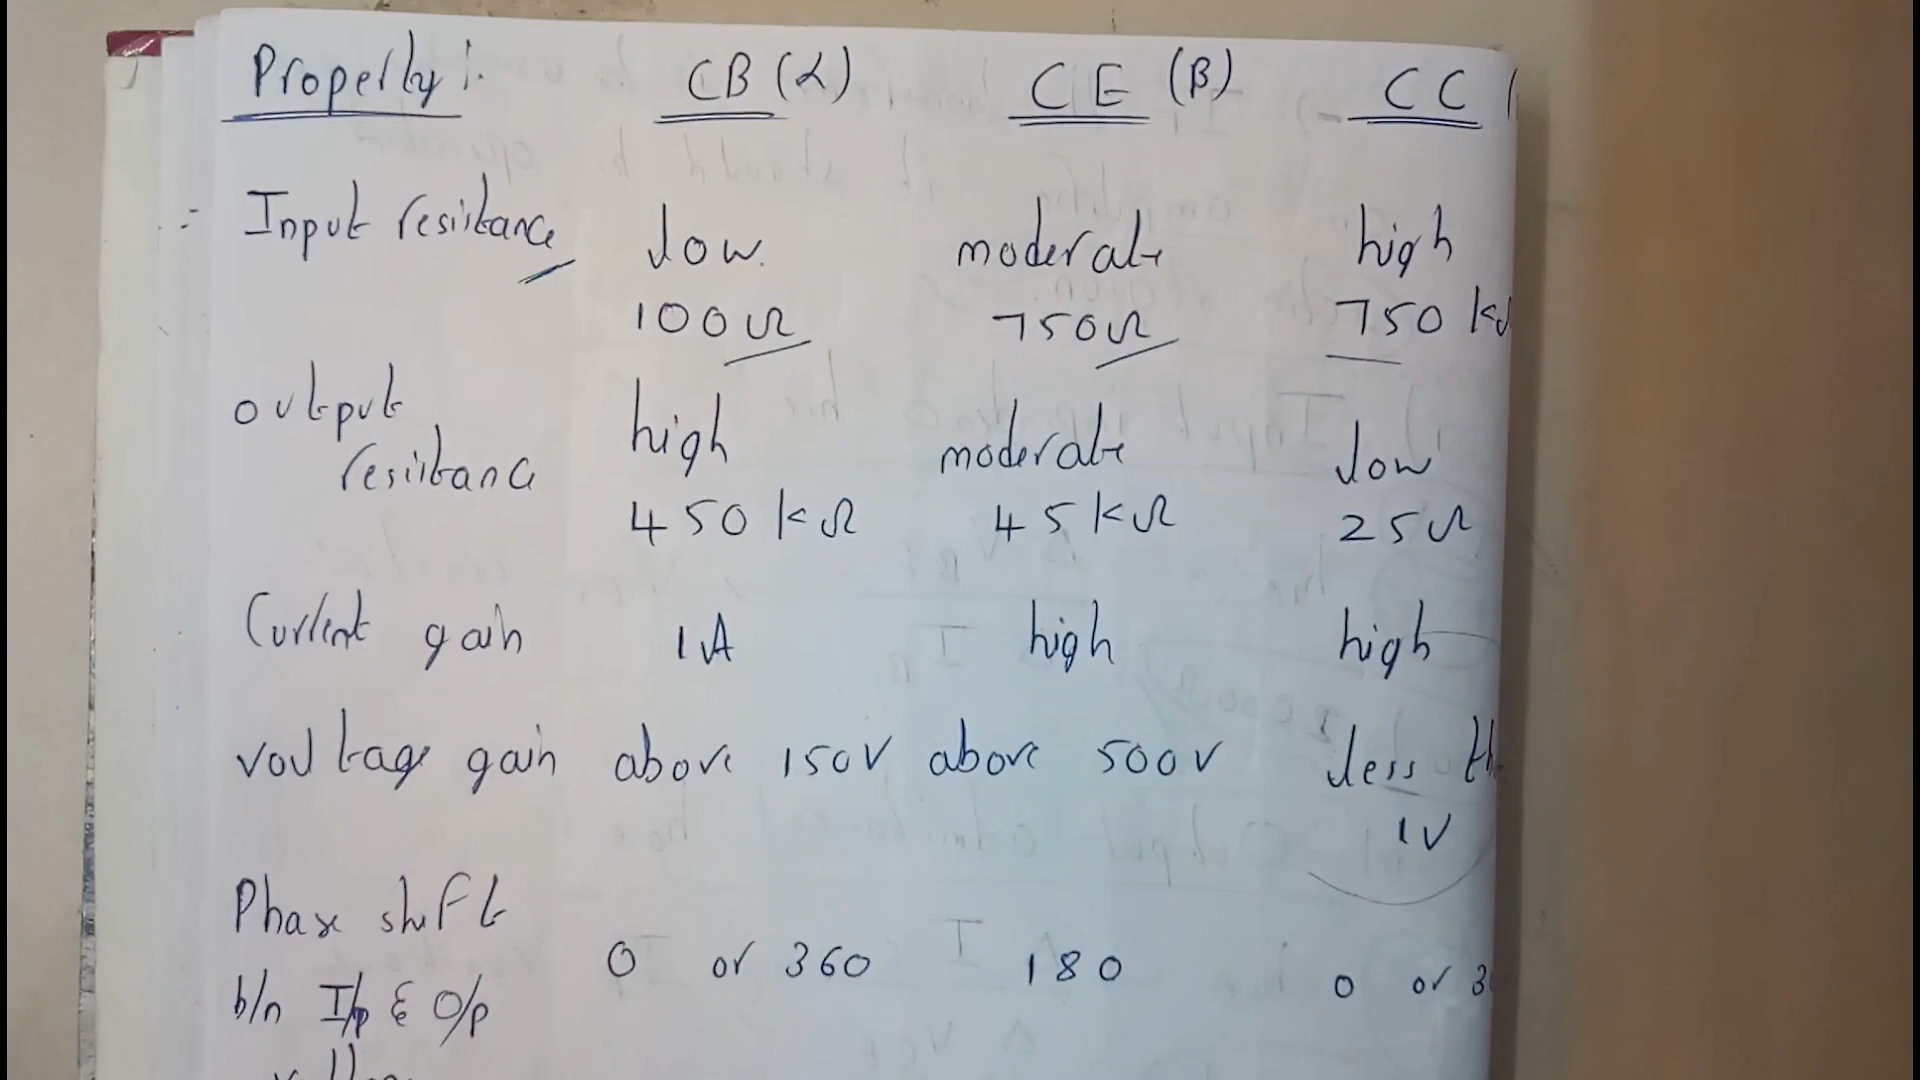 Property : CB (α) CE (β) CC (
Input resistance low. moderate high
100Ω 750Ω 750 kΩ
output high moderate low
resistance 450 kΩ 45 kΩ 25Ω
Current gain 1A high high
voltage gain above 150V above 500V less th
1V
Phase shift
0 or 360 180 0 or 3
b/n I/p & O/p